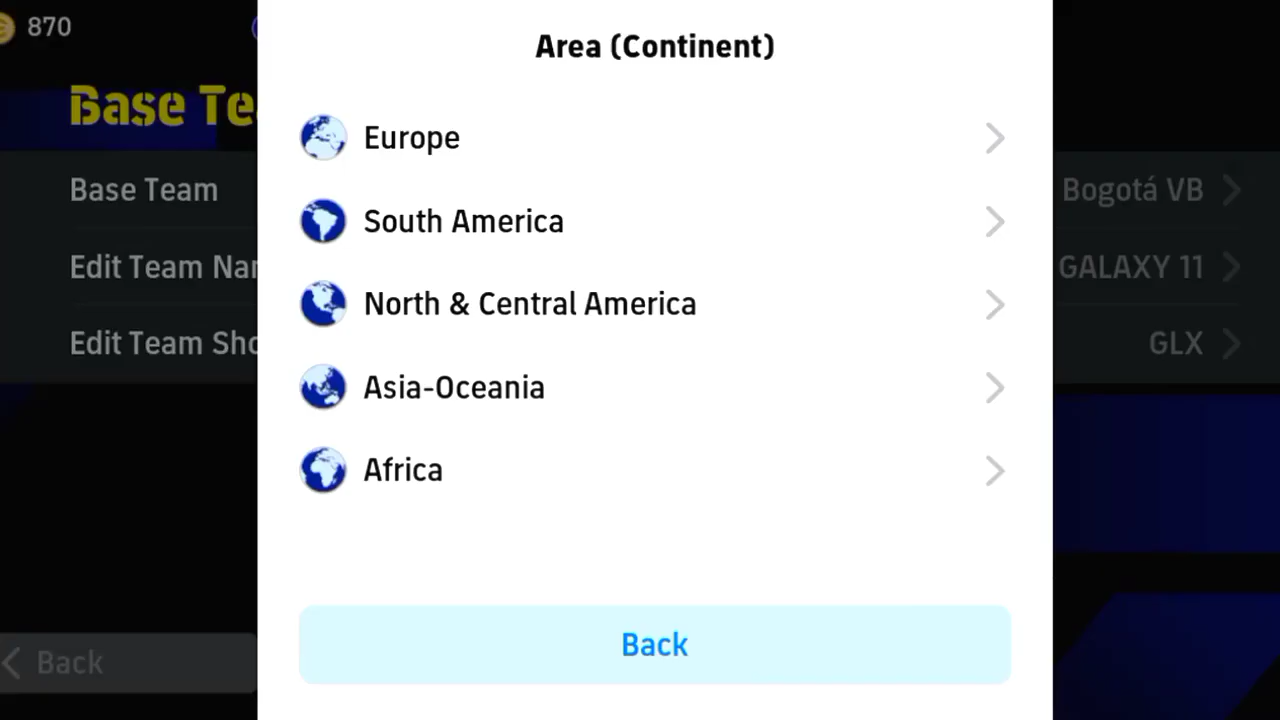 870
Area (Continent)
Base Te
Europe
Base Team
Bogotá VB
South America
Edit Team Nar
GALAXY 11
North & Central America
Edit Team Sho
GLX
Asia-Oceania
Africa
Back
Back